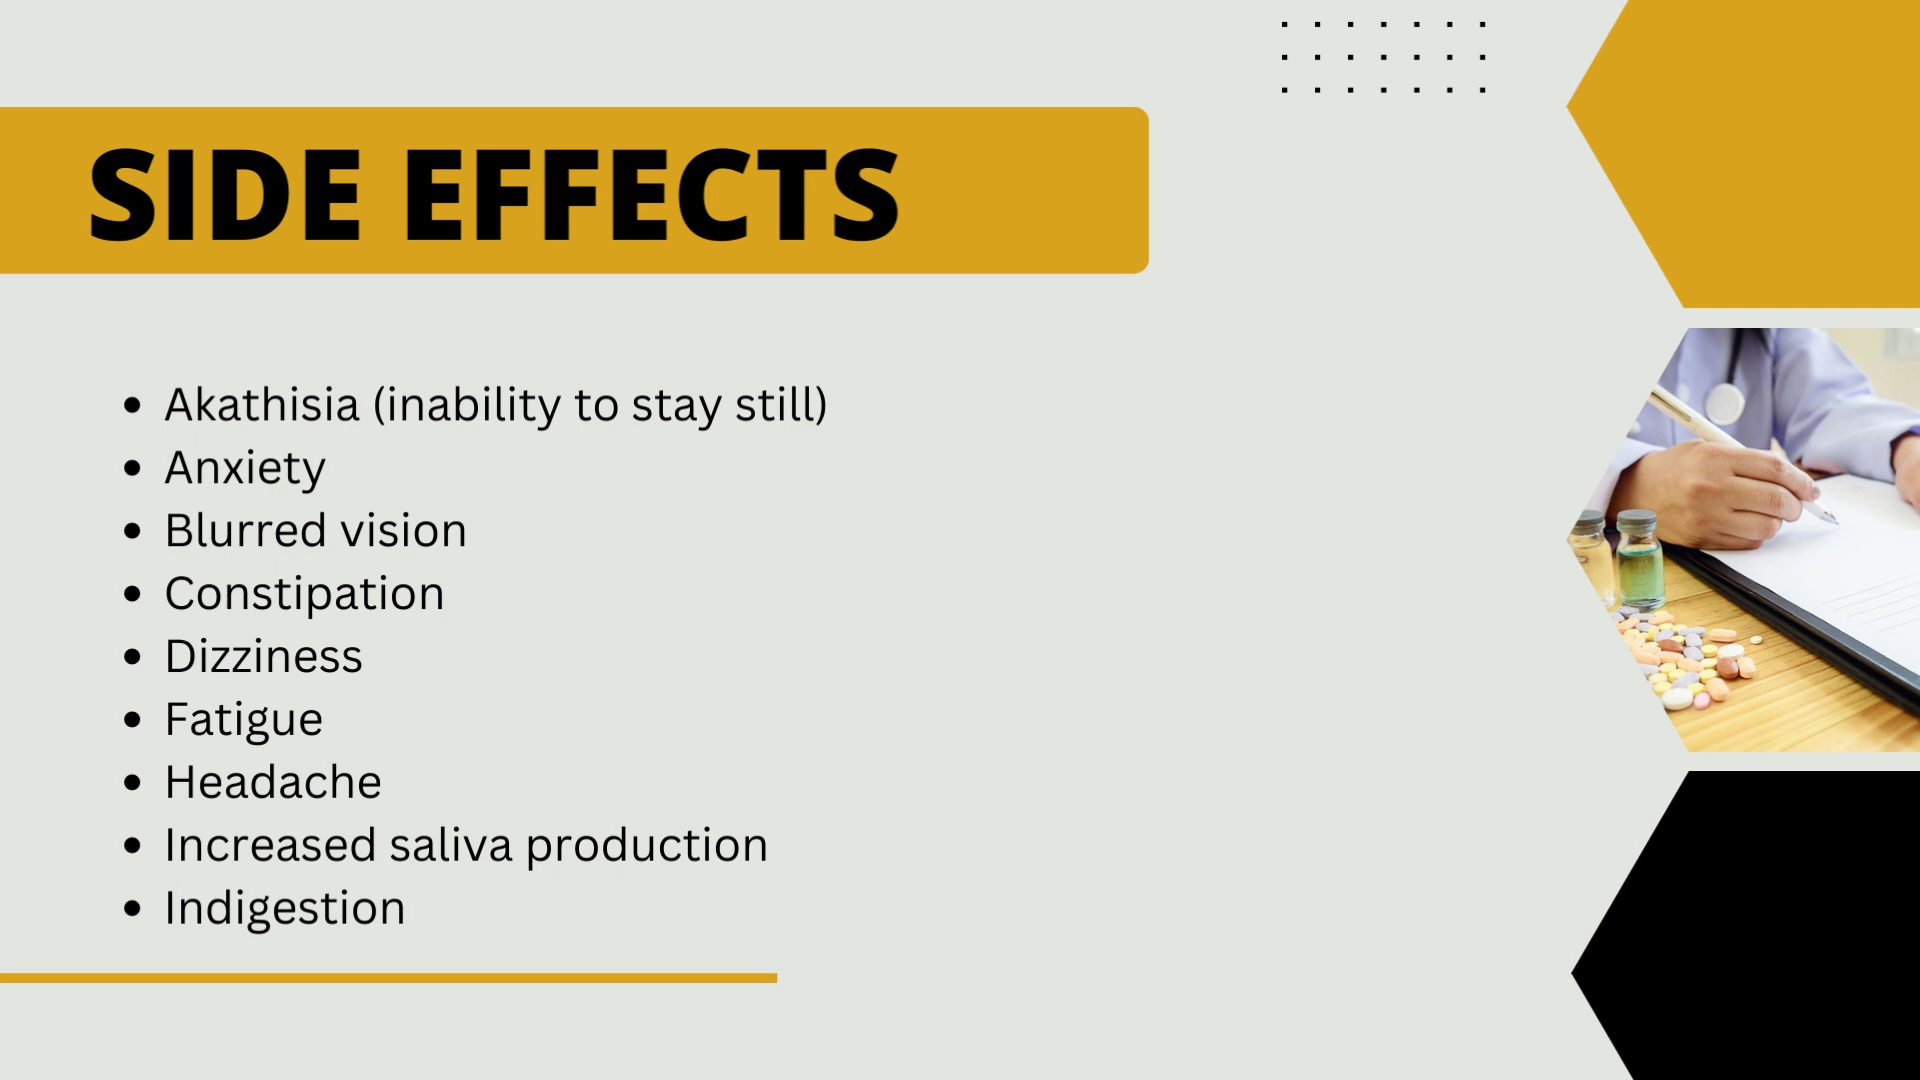 SIDE EFFECTS
• Akathisia (inability to stay still)
• Anxiety
• Blurred vision
• Constipation
• Dizziness
• Fatigue
• Headache
• Increased saliva production
• Indigestion